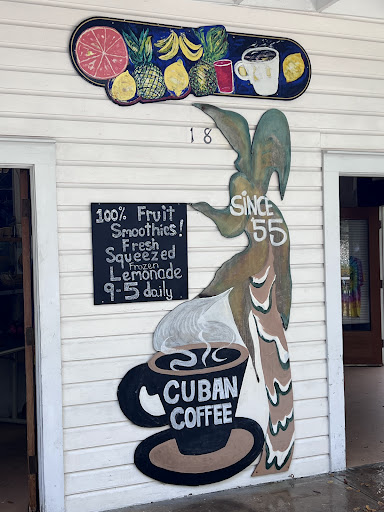 18
SINCE
55
100% Fruit
Smoothies!
Fresh
Squeezed
Frozen
Lemonade
9-5 daily
CUBAN
COFFEE